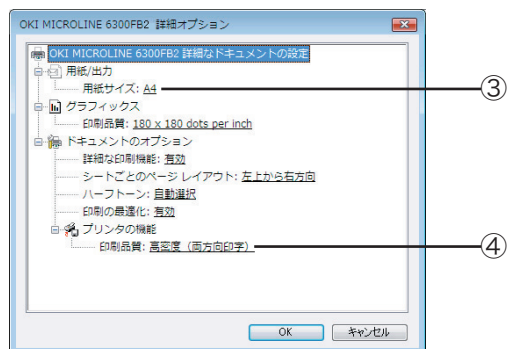 OKI MICROLINE 6300FB2 詳細オプション
OKI MICROLINE 6300FB2 詳細なドキュメントの設定
用紙/出力
用紙サイズ: A4
③
グラフィックス
印刷品質: 180 x 180 dots per inch
ドキュメントのオプション
詳細な印刷機能: 有効
シートごとのページ レイアウト: 左上から右方向
ハーフトーン: 自動選択
印刷の最適化: 有効
プリンタの機能
印刷品質: 高密度（両方向印字）
④
OK キャンセル